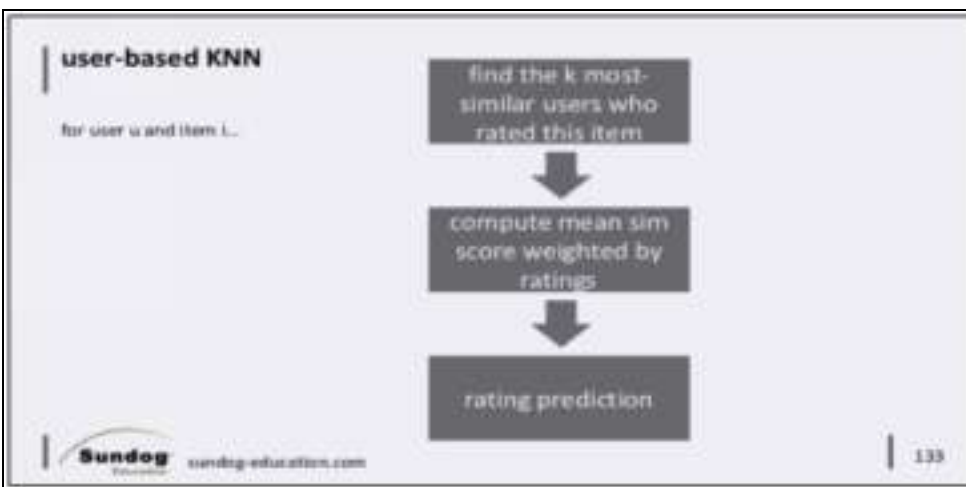 user-based KNN
for user u and item i...
find the k most-
similar users who
rated this item
compute mean sim
score weighted by
ratings
rating prediction
Sundog
Education
sundog-education.com
133